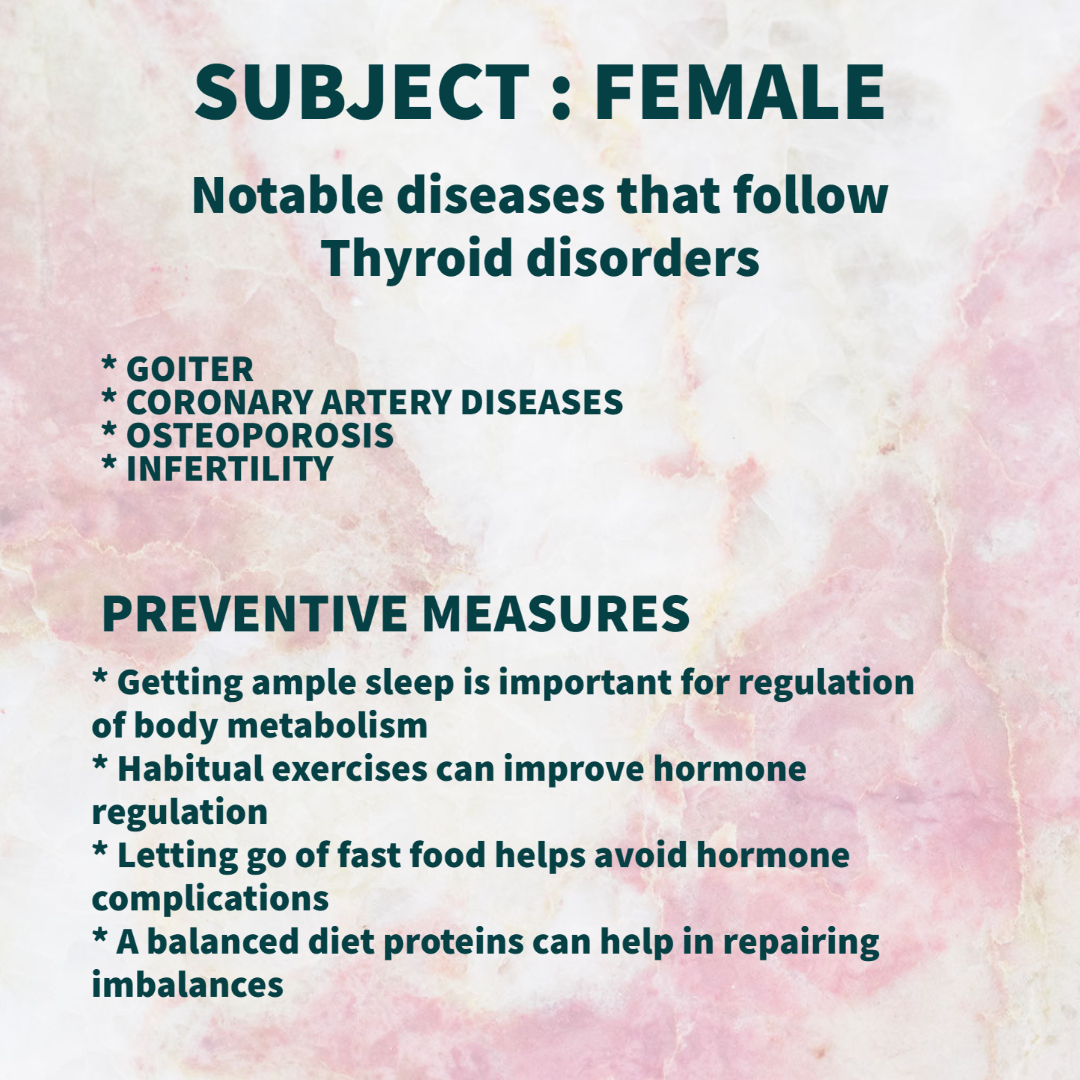 SUBJECT : FEMALE
Notable diseases that follow
Thyroid disorders
* GOITER
* CORONARY ARTERY DISEASES
* OSTEOPOROSIS
* INFERTILITY
PREVENTIVE MEASURES
* Getting ample sleep is important for regulation
of body metabolism
* Habitual exercises can improve hormone
regulation
* Letting go of fast food helps avoid hormone
complications
* A balanced diet proteins can help in repairing
imbalances